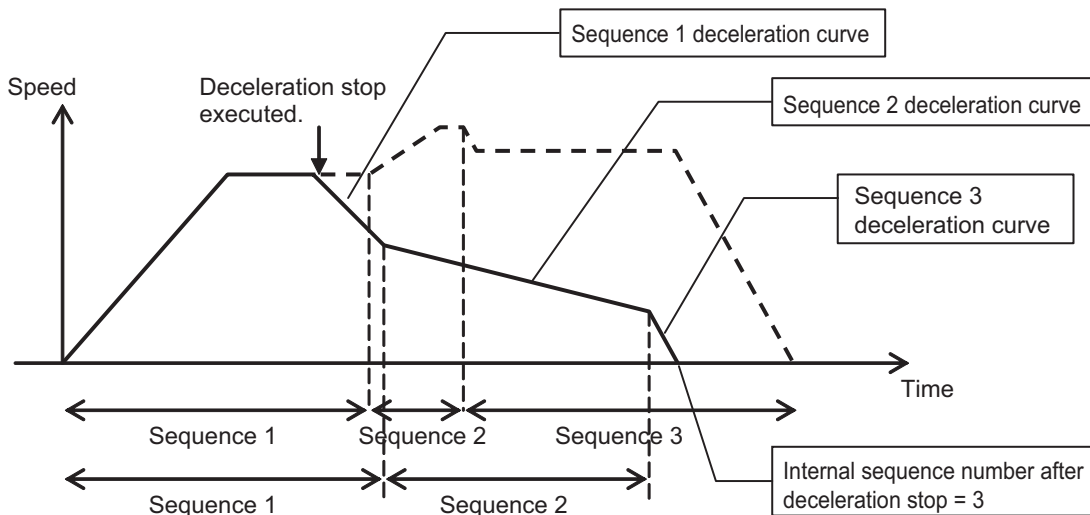 Sequence 1 deceleration curve
Speed
Deceleration stop
executed.
Sequence 2 deceleration curve
Sequence 3
deceleration curve
Time
Sequence 1
Sequence 2
Sequence 3
Sequence 1
Sequence 2
Internal sequence number after
deceleration stop = 3